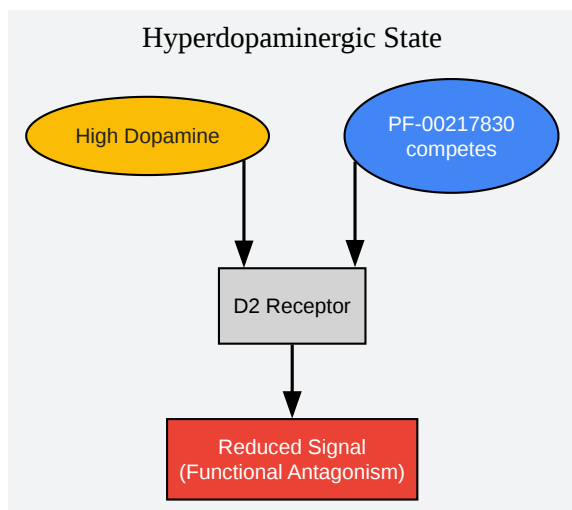 Hyperdopaminergic State
High Dopamine
PF-00217830
competes
D2 Receptor
Reduced Signal
(Functional Antagonism)